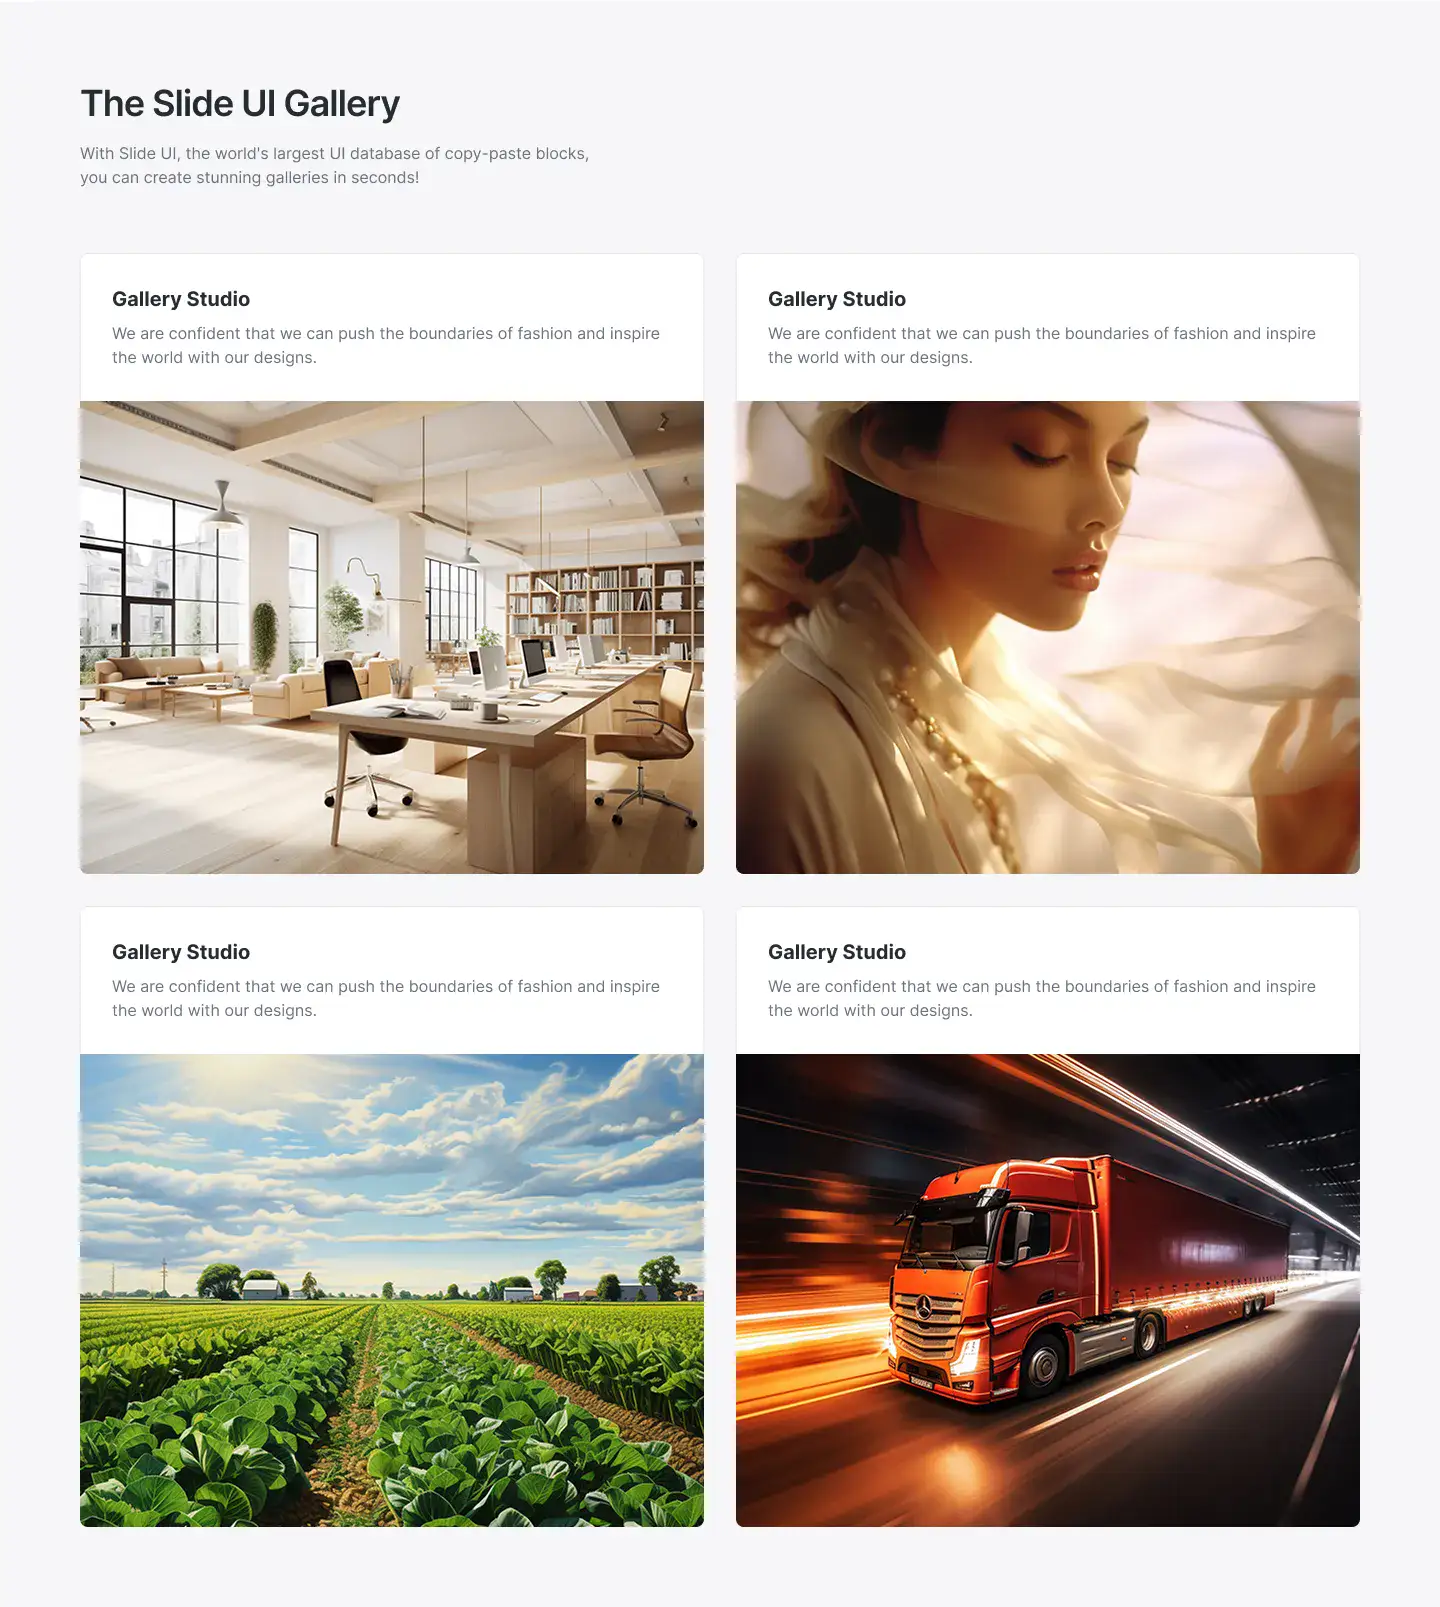 The Slide UI Gallery
With Slide UI, the world's largest UI database of copy-paste blocks,
you can create stunning galleries in seconds!
Gallery Studio
We are confident that we can push the boundaries of fashion and inspire
the world with our designs.
Gallery Studio
We are confident that we can push the boundaries of fashion and inspire
the world with our designs.
Gallery Studio
We are confident that we can push the boundaries of fashion and inspire
the world with our designs.
Gallery Studio
We are confident that we can push the boundaries of fashion and inspire
the world with our designs.